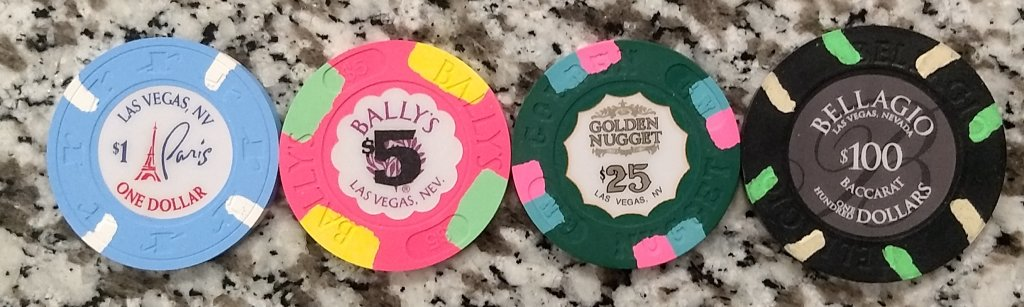 LAS VEGAS, NV
$1
Paris
ONE DOLLAR
BALLY'S
BALLY'S
BALLY'S
$5
LAS VEGAS, NEV.
®
GOLDEN
NUGGET
$25
LAS VEGAS, NV
BELLAGIO
LAS VEGAS, NEVADA
$100
BACCARAT
ONE
HUNDRED DOLLARS